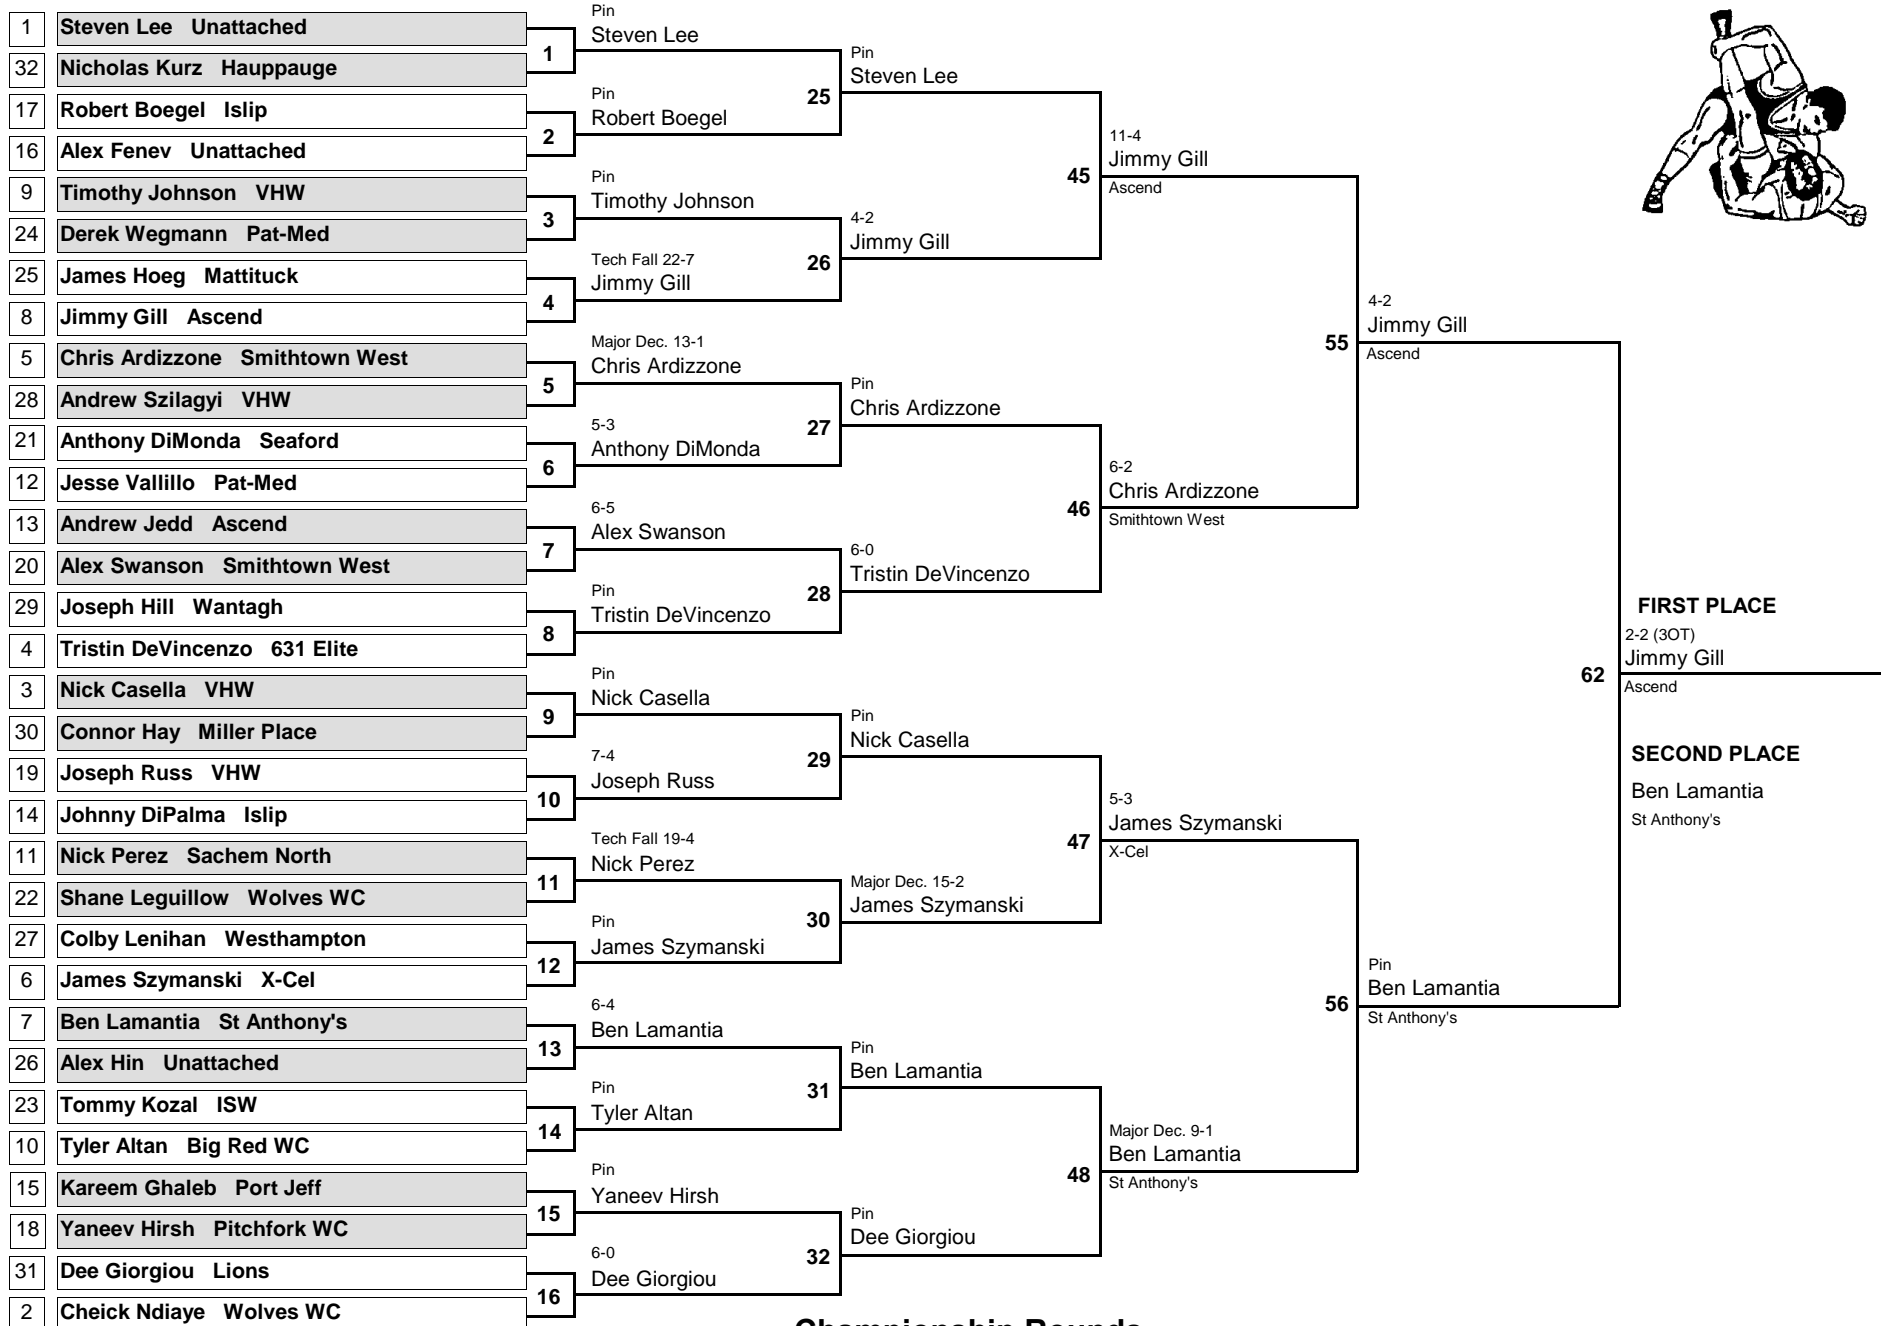 1 Steven Lee Unattached
32 Nicholas Kurz Hauppauge
17 Robert Boegel Islip
16 Alex Fenev Unattached
9 Timothy Johnson VHW
24 Derek Wegmann Pat-Med
25 James Hoeg Mattituck
8 Jimmy Gill Ascend
5 Chris Ardizzone Smithtown West
28 Andrew Szilagyi VHW
21 Anthony DiMonda Seaford
12 Jesse Vallillo Pat-Med
13 Andrew Jedd Ascend
20 Alex Swanson Smithtown West
29 Joseph Hill Wantagh
4 Tristin DeVincenzo 631 Elite
3 Nick Casella VHW
30 Connor Hay Miller Place
19 Joseph Russ VHW
14 Johnny DiPalma Islip
11 Nick Perez Sachem North
22 Shane Leguillow Wolves WC
27 Colby Lenihan Westhampton
6 James Szymanski X-Cel
7 Ben Lamantia St Anthony's
26 Alex Hin Unattached
23 Tommy Kozal ISW
10 Tyler Altan Big Red WC
15 Kareem Ghaleb Port Jeff
18 Yaneev Hirsh Pitchfork WC
31 Dee Giorgiou Lions
2 Cheick Ndiaye Wolves WC
Pin
Steven Lee
1
Pin
Robert Boegel
2
Pin
Timothy Johnson
3
Tech Fall 22-7
Jimmy Gill
4
Major Dec. 13-1
Chris Ardizzone
5
5-3
Anthony DiMonda
6
6-5
Alex Swanson
7
Pin
Tristin DeVincenzo
8
Pin
Nick Casella
9
7-4
Joseph Russ
10
Tech Fall 19-4
Nick Perez
11
Pin
James Szymanski
12
6-4
Ben Lamantia
13
Pin
Tyler Altan
14
Pin
Yaneev Hirsh
15
6-0
Dee Giorgiou
16
Pin
Steven Lee
25
4-2
Jimmy Gill
26
Pin
Chris Ardizzone
27
6-0
Tristin DeVincenzo
28
Pin
Nick Casella
29
Major Dec. 15-2
James Szymanski
30
Pin
Ben Lamantia
31
Pin
Dee Giorgiou
32
11-4
Jimmy Gill
45
Ascend
6-2
Chris Ardizzone
46
Smithtown West
5-3
James Szymanski
47
X-Cel
Major Dec. 9-1
Ben Lamantia
48
St Anthony's
4-2
Jimmy Gill
55
Ascend
Pin
Ben Lamantia
56
St Anthony's
FIRST PLACE
2-2 (3OT)
Jimmy Gill
62
Ascend
SECOND PLACE
Ben Lamantia
St Anthony's
Championship Rounds